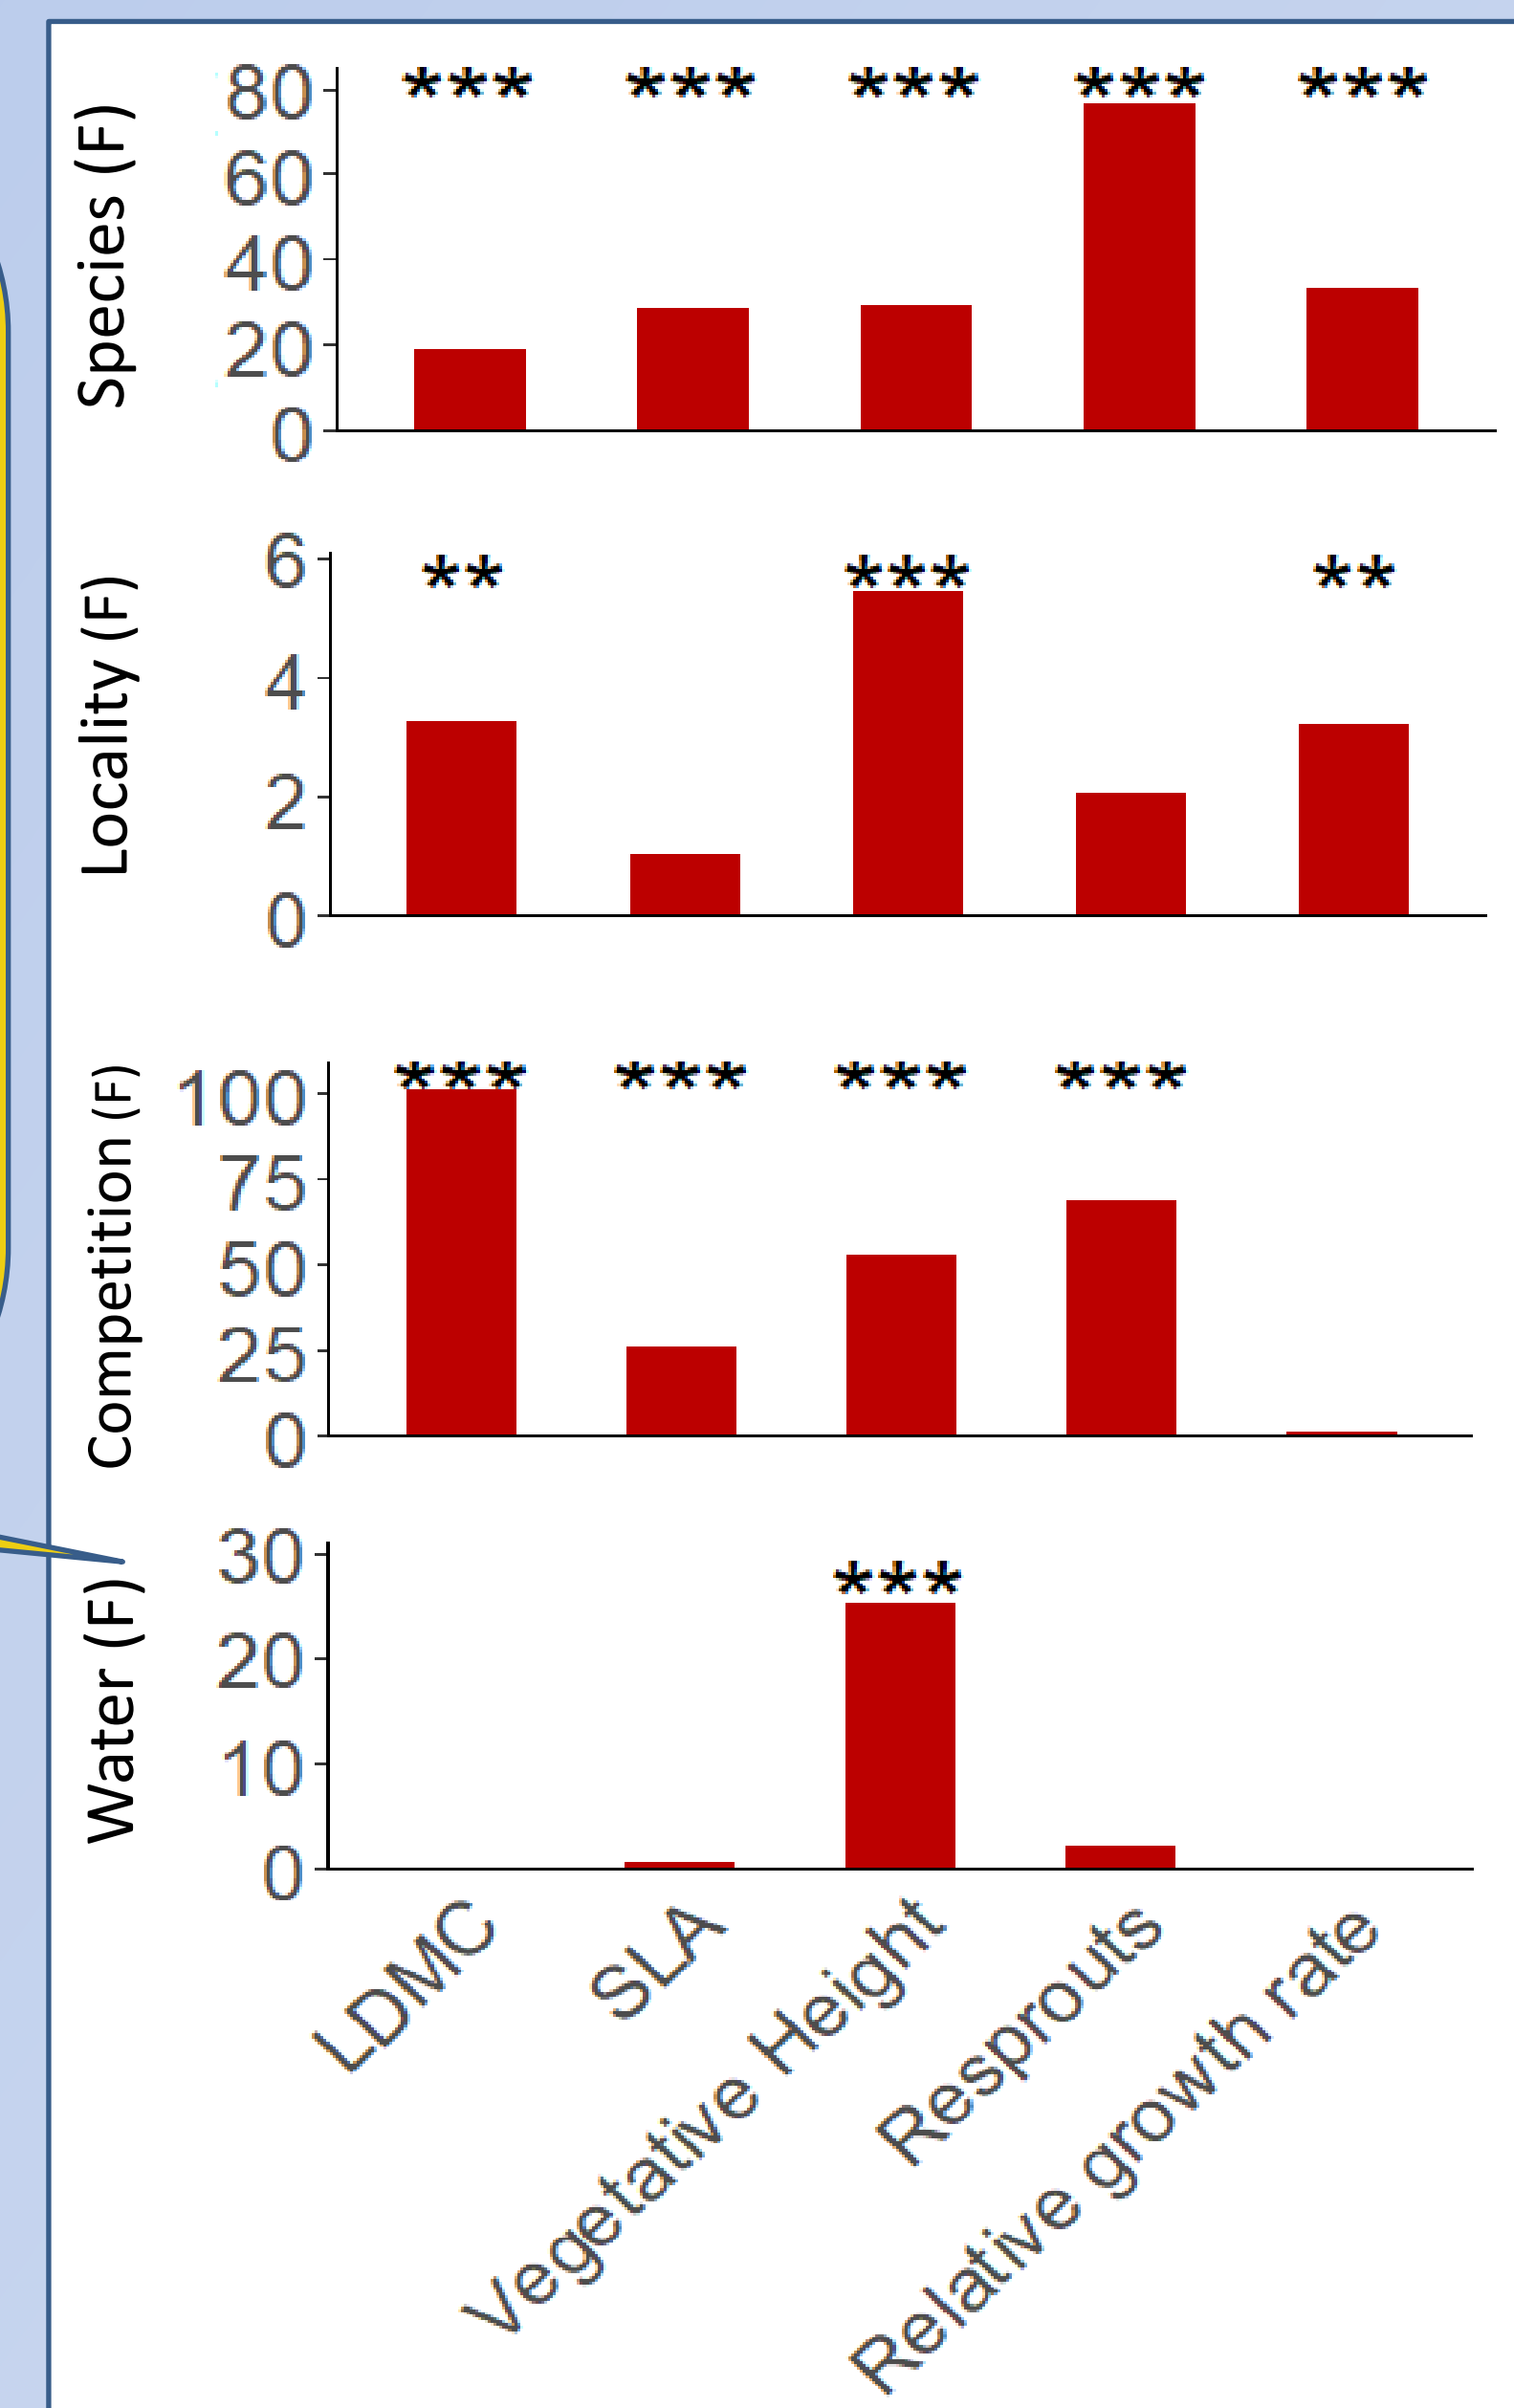 Species (F)
80
60
40
20
0
*** *** *** *** ***
Locality (F)
6
4
2
0
** *** **
Competition (F)
100
75
50
25
0
*** *** *** ***
Water (F)
30
20
10
0
***
LDMC
SLA
Vegetative Height
Resprouts
Relative growth rate